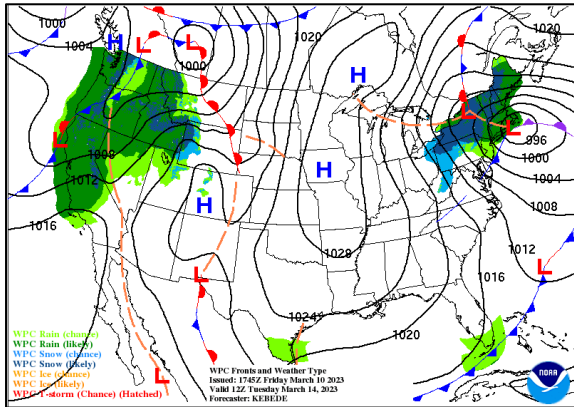 1000
1004
H
L
L
1000
1020
1020
H
L
L
996
1000
L
1008
1012
H
1004
1016
H
1008
1028
1012
L
L
1016
1024
1020
L
WPC Rain (chance)
WPC Rain (likely)
WPC Snow (chance)
WPC Snow (likely)
WPC Ice (chance)
WPC Ice (likely)
WPC T-storm (Chance) (Hatched)
WPC Fronts and Weather Type
Issued: 1745Z Friday March 10 2023
Valid 12Z Tuesday March 14, 2023
Forecaster: KEBEDE
NOAA